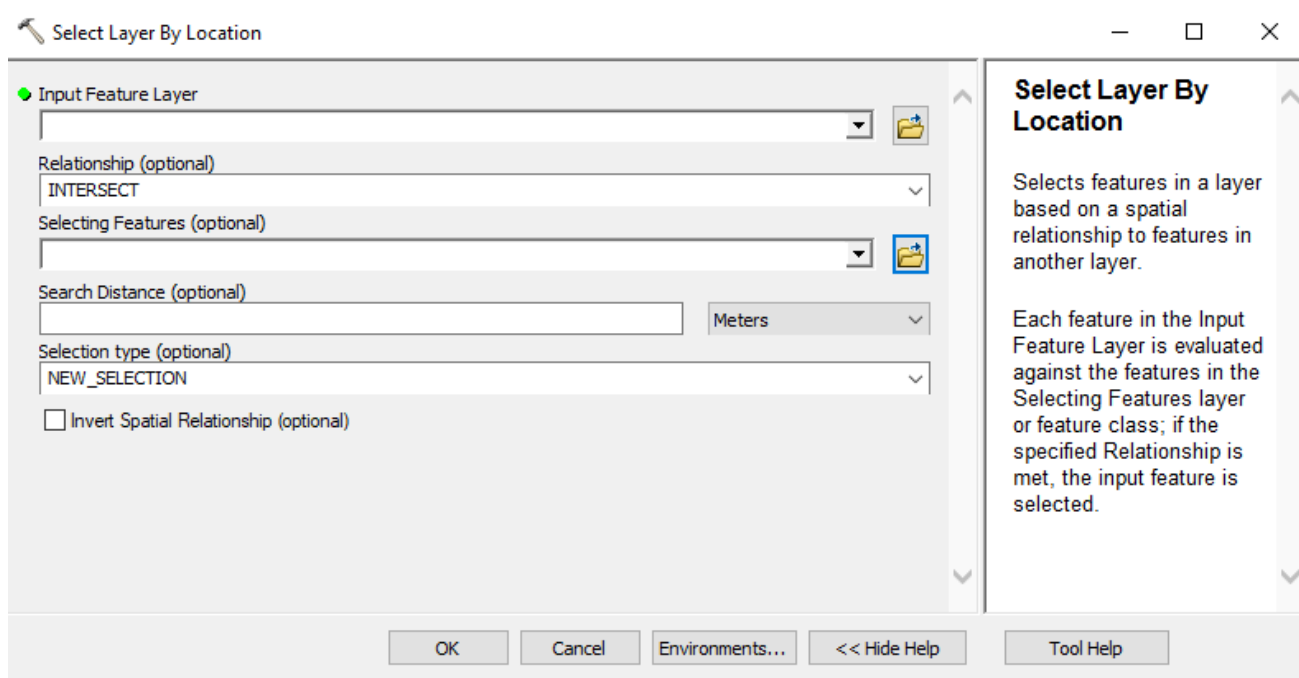 Select Layer By Location
Input Feature Layer
Relationship (optional)
INTERSECT
Selecting Features (optional)
Search Distance (optional)
Meters
Selection type (optional)
NEW_SELECTION
Invert Spatial Relationship (optional)
Select Layer By
Location
Selects features in a layer
based on a spatial
relationship to features in
another layer.
Each feature in the Input
Feature Layer is evaluated
against the features in the
Selecting Features layer
or feature class; if the
specified Relationship is
met, the input feature is
selected.
OK Cancel Environments... << Hide Help Tool Help